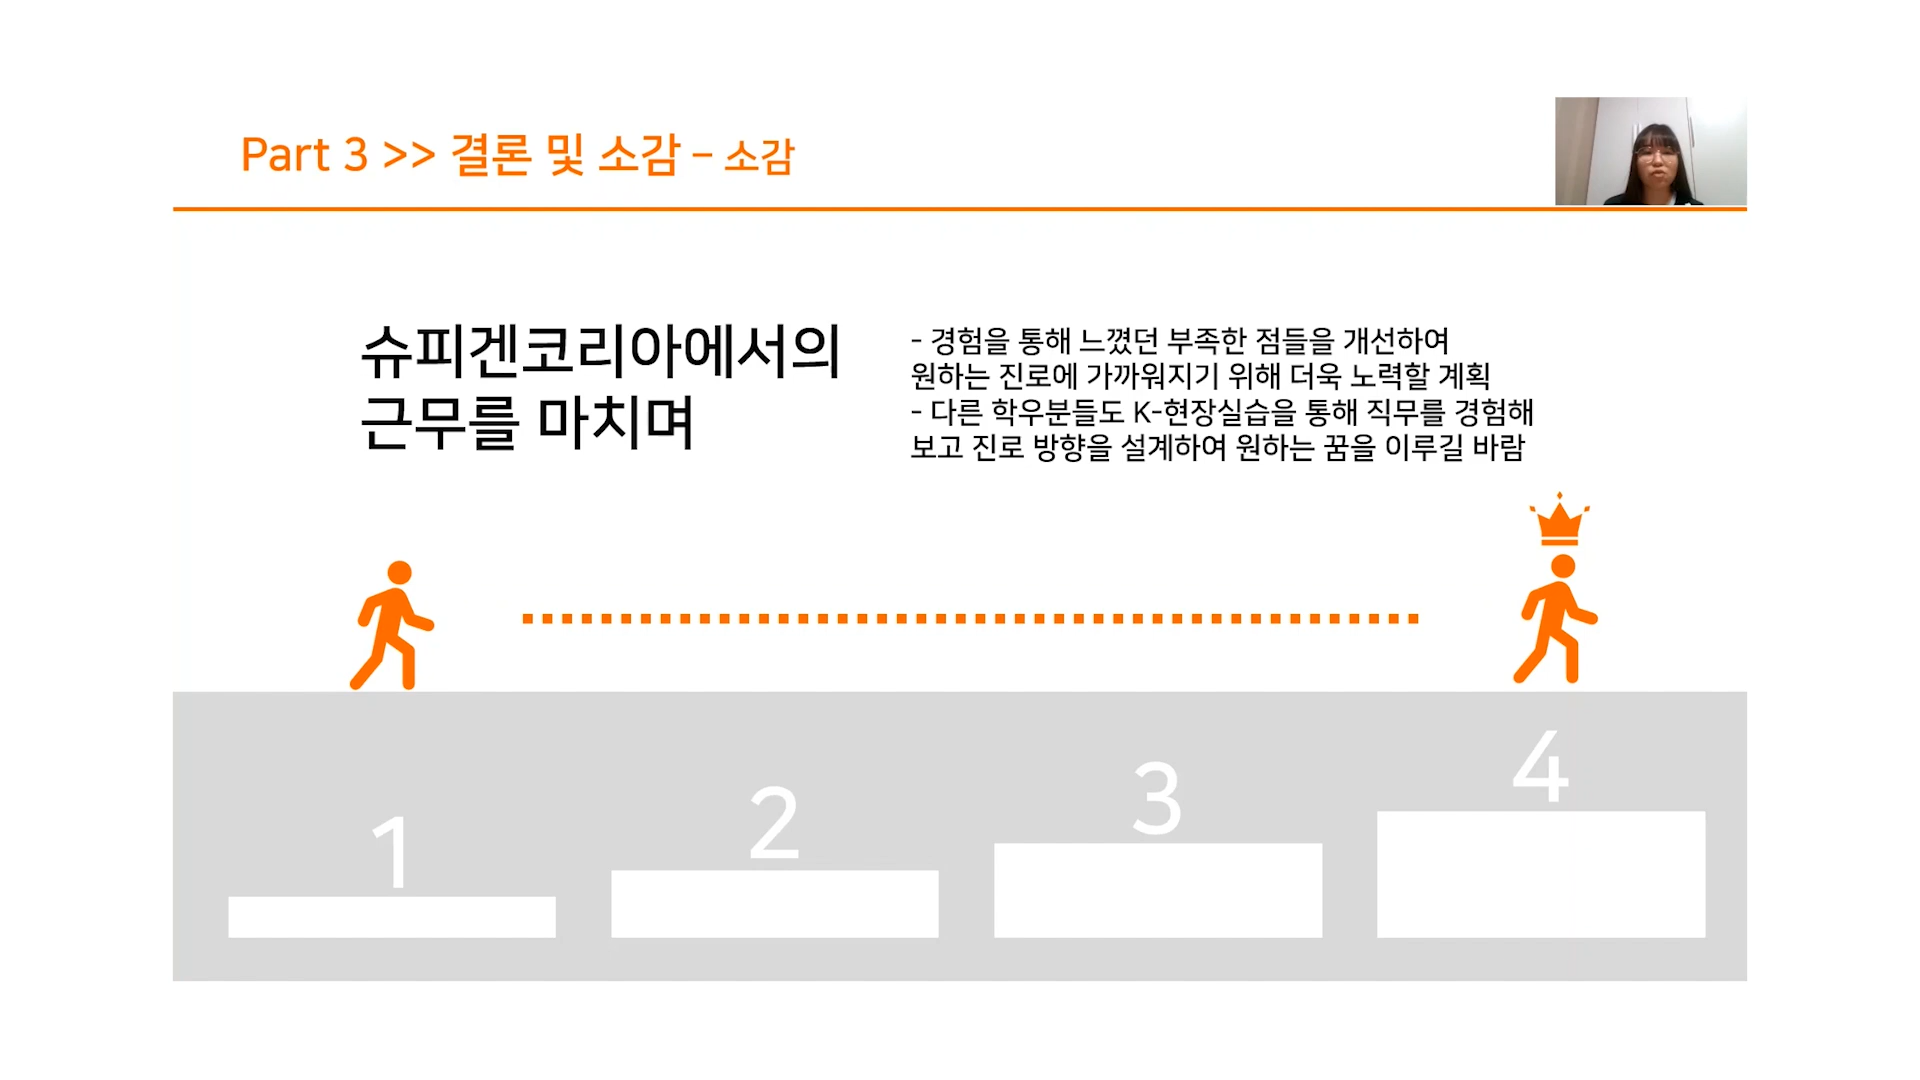 Part 3 >> 결론 및 소감 – 소감
슈피겐코리아에서의
근무를 마치며
- 경험을 통해 느꼈던 부족한 점들을 개선하여
원하는 진로에 가까워지기 위해 더욱 노력할 계획
- 다른 학우분들도 K-현장실습을 통해 직무를 경험해
보고 진로 방향을 설계하여 원하는 꿈을 이루길 바람
1
2
3
4